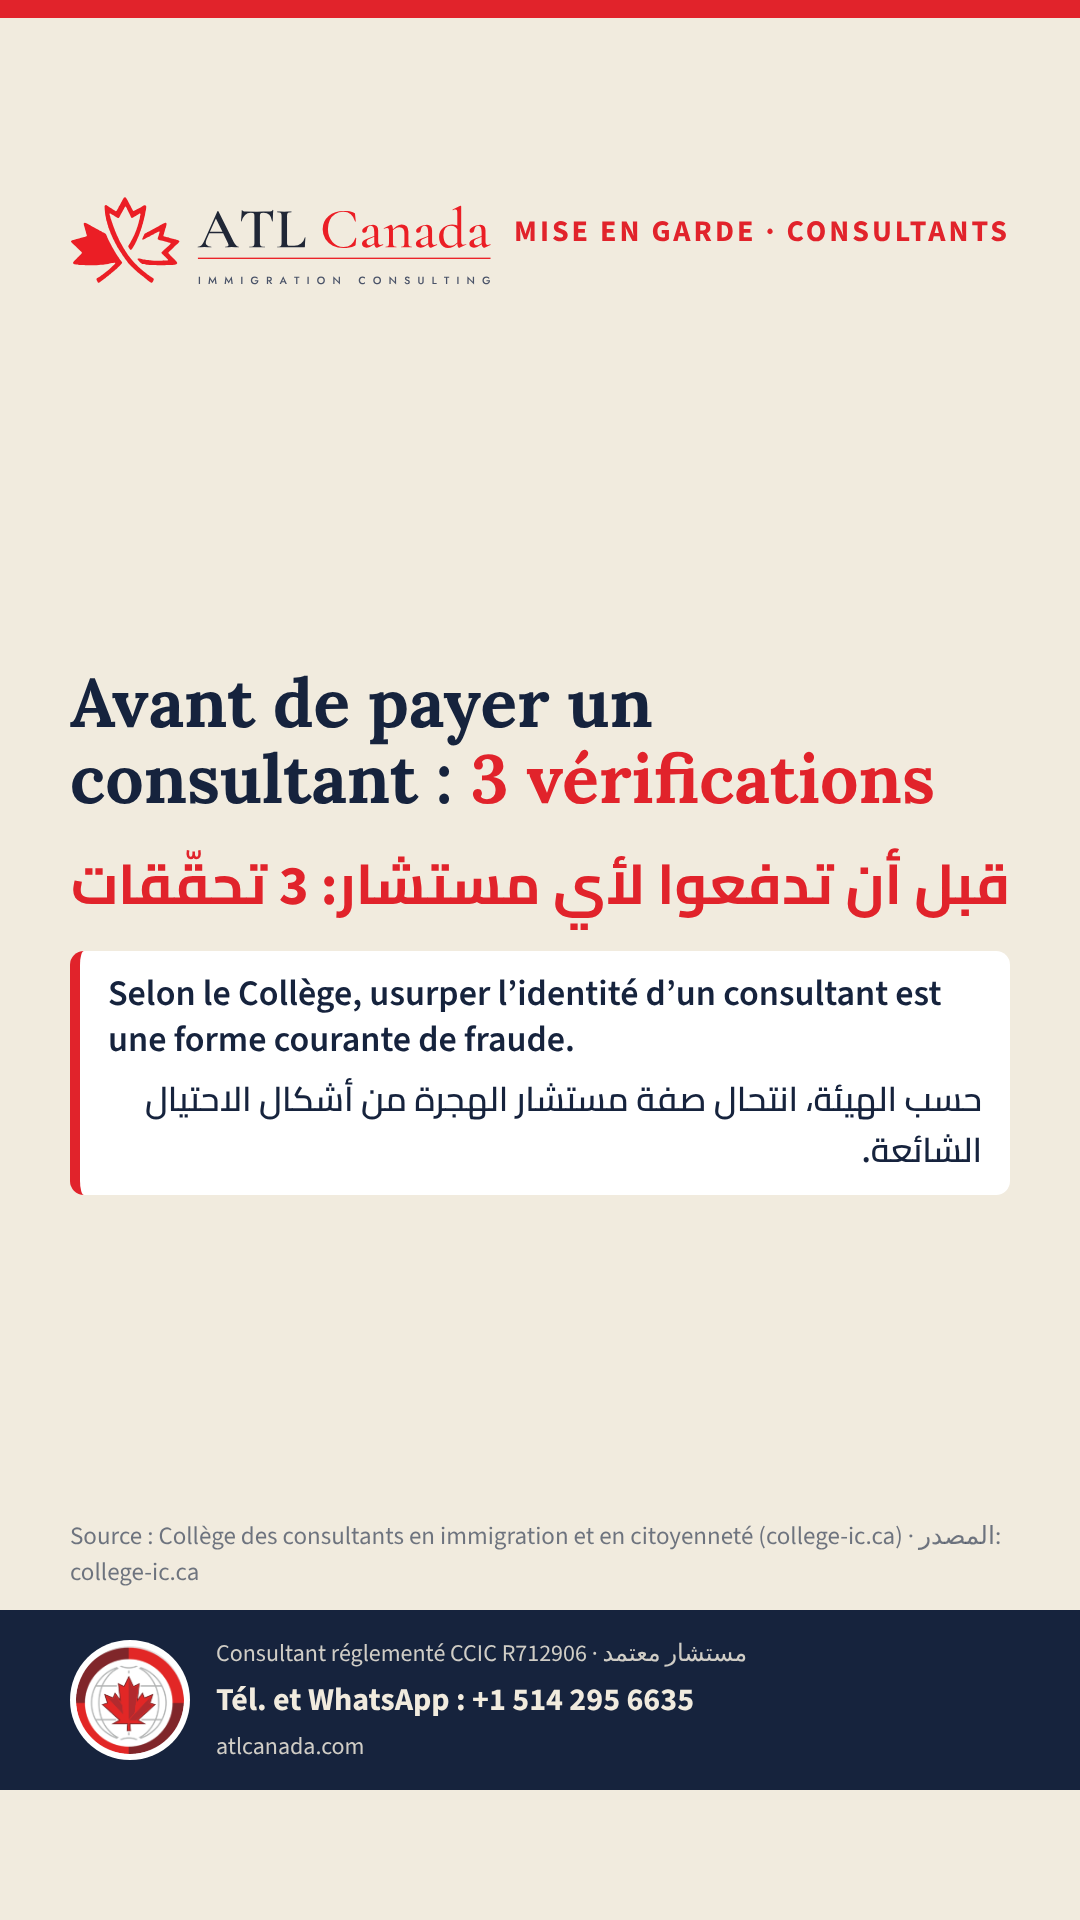 ATL Canada
IMMIGRATION CONSULTING
MISE EN GARDE · CONSULTANTS
Avant de payer un
consultant : 3 vérifications
قبل أن تدفعوا لأي مستشار: 3 تحقّقات
Selon le Collège, usurper l’identité d’un consultant est
une forme courante de fraude.
حسب الهيئة، انتحال صفة مستشار الهجرة من أشكال الاحتيال
الشائعة.
Source : Collège des consultants en immigration et en citoyenneté (college-ic.ca) · المصدر:
college-ic.ca
Consultant réglementé CCIC R712906 · مستشار معتمد
Tél. et WhatsApp : +1 514 295 6635
atlcanada.com